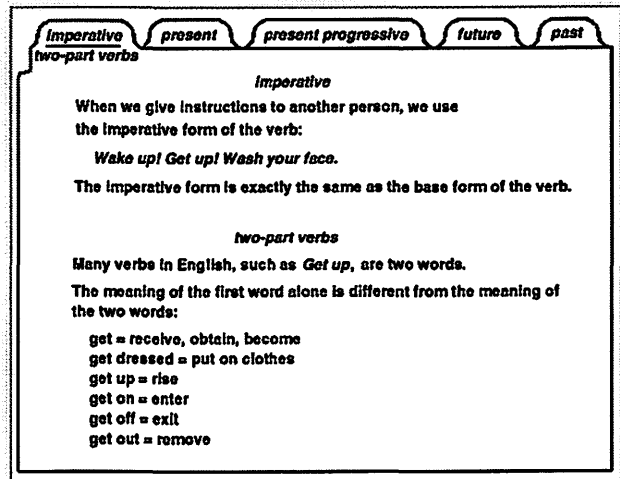 imperative present present progressive future past
two-part verbs
Imperative
When we give instructions to another person, we use
the imperative form of the verb:
Wake up! Get up! Wash your face.
The imperative form is exactly the same as the base form of the verb.
two-part verbs
Many verbs in English, such as Get up, are two words.
The meaning of the first word alone is different from the meaning of
the two words:
get = receive, obtain, become
get dressed = put on clothes
get up = rise
get on = enter
get off = exit
get out = remove